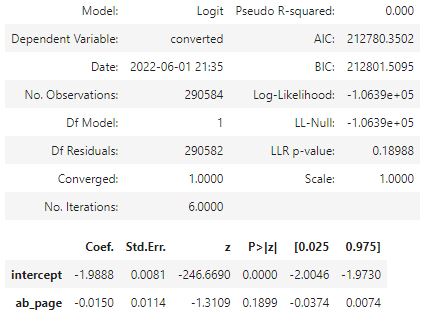 Model: Logit Pseudo R-squared: 0.000
Dependent Variable: converted AIC: 212780.3502
Date: 2022-06-01 21:35 BIC: 212801.5095
No. Observations: 290584 Log-Likelihood: -1.0639e+05
Df Model: 1 LL-Null: -1.0639e+05
Df Residuals: 290582 LLR p-value: 0.18988
Converged: 1.0000 Scale: 1.0000
No. Iterations: 6.0000
Coef. Std.Err. z P>|z| [0.025 0.975]
intercept -1.9888 0.0081 -246.6690 0.0000 -2.0046 -1.9730
ab_page -0.0150 0.0114 -1.3109 0.1899 -0.0374 0.0074